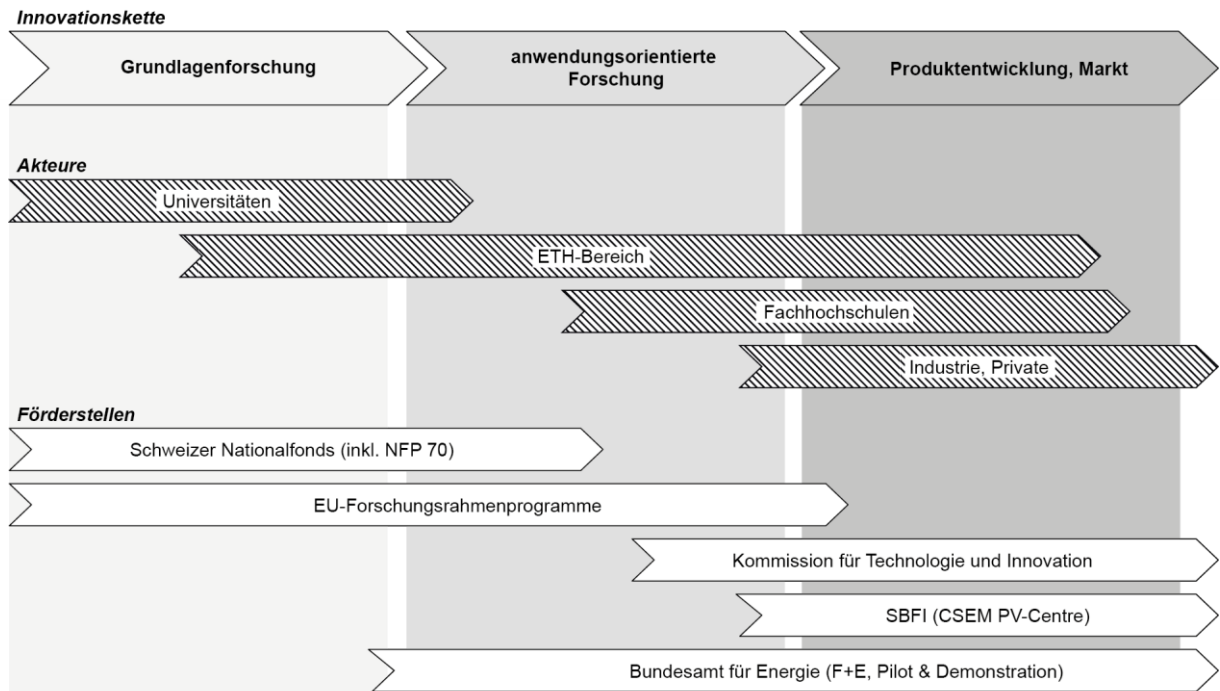 Innovationskette
Grundlagenforschung
anwendungsorientierte
Forschung
Produktentwicklung, Markt
Akteure
Universitäten
ETH-Bereich
Fachhochschulen
Industrie, Private
Förderstellen
Schweizer Nationalfonds (inkl. NFP 70)
EU-Forschungsrahmenprogramme
Kommission für Technologie und Innovation
SBFI (CSEM PV-Centre)
Bundesamt für Energie (F+E, Pilot & Demonstration)